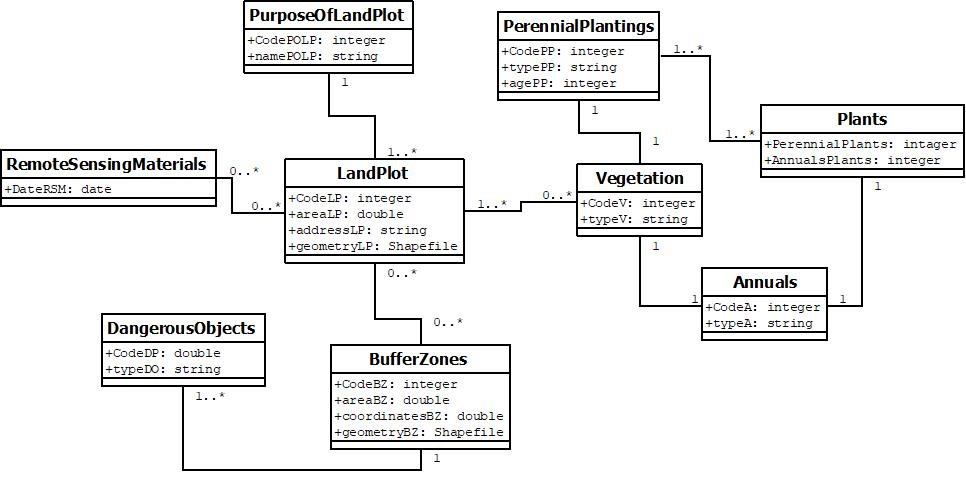 PurposeOfLandPlot
+CodePOLP: integer
+namePOLP: string
1
PerennialPlantings
+CodePP: integer
+typePP: string
+agePP: integer
1
1..*
1..*
Plants
+PerennialPlants: intager
+AnnualsPlants: integer
1
RemoteSensingMaterials
+DateRSM: date
0..*
0..*
1..*
LandPlot
+CodeLP: integer
+areaLP: double
+addressLP: string
+geometryLP: Shapefile
0..*
1..*
0..*
1
Vegetation
+CodeV: integer
+typeV: string
1
Annuals
+CodeA: integer
+typeA: string
1
1
DangerousObjects
+CodeDP: double
+typeDO: string
1..*
0..*
BufferZones
+CodeBZ: integer
+areaBZ: double
+coordinatesBZ: double
+geometryBZ: Shapefile
1